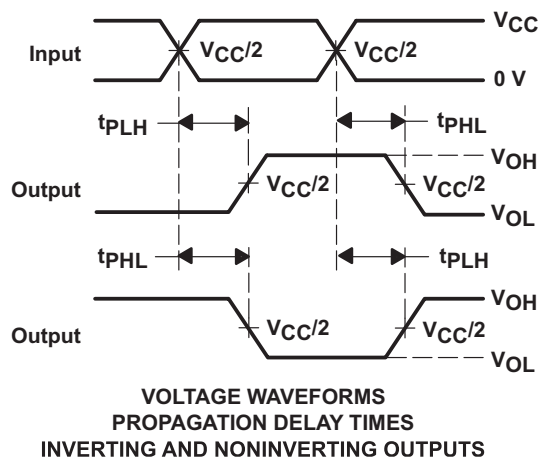 VCC
Input VCC/2 VCC/2
0 V
tPLH tPHL
VOH
Output VCC/2 VCC/2
VOL
tPHL tPLH
VOH
Output VCC/2 VCC/2
VOL
VOLTAGE WAVEFORMS
PROPAGATION DELAY TIMES
INVERTING AND NONINVERTING OUTPUTS